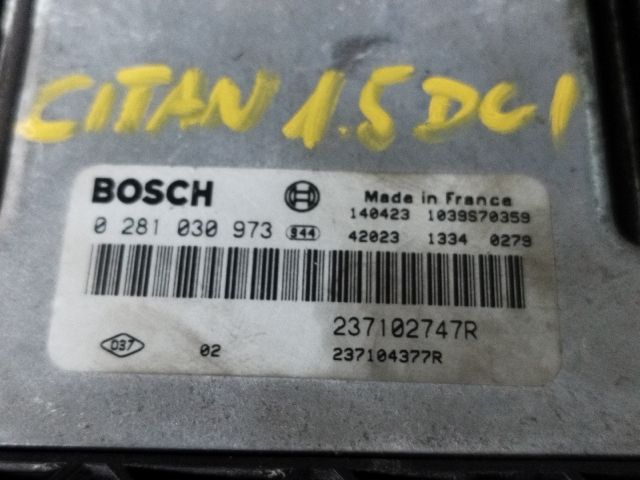 CITAN 1.5 DCI
BOSCH Made in France
140423 1039S70359
0 281 030 973 944 42023 1334 0279
237102747R
037 02 237104377R